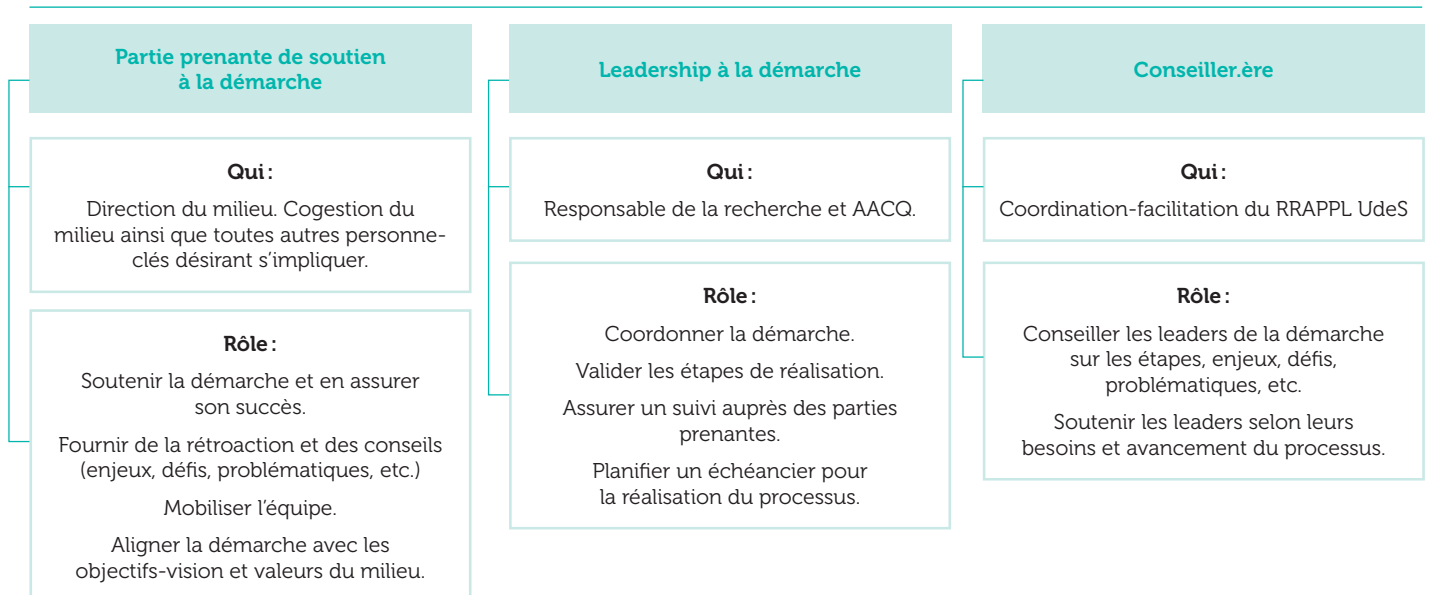 Partie prenante de soutien
à la démarche
Qui :
Direction du milieu. Cogestion du
milieu ainsi que toutes autres personne-
clés désirant s’impliquer.
Rôle :
Soutenir la démarche et en assurer
son succès.
Fournir de la rétroaction et des conseils
(enjeux, défis, problématiques, etc.)
Mobiliser l’équipe.
Aligner la démarche avec les
objectifs-vision et valeurs du milieu.
Leadership à la démarche
Qui :
Responsable de la recherche et AACQ.
Rôle :
Coordonner la démarche.
Valider les étapes de réalisation.
Assurer un suivi auprès des parties
prenantes.
Planifier un échéancier pour
la réalisation du processus.
Conseiller.ère
Qui :
Coordination-facilitation du RRAPPL UdeS
Rôle :
Conseiller les leaders de la démarche
sur les étapes, enjeux, défis,
problématiques, etc.
Soutenir les leaders selon leurs
besoins et avancement du processus.